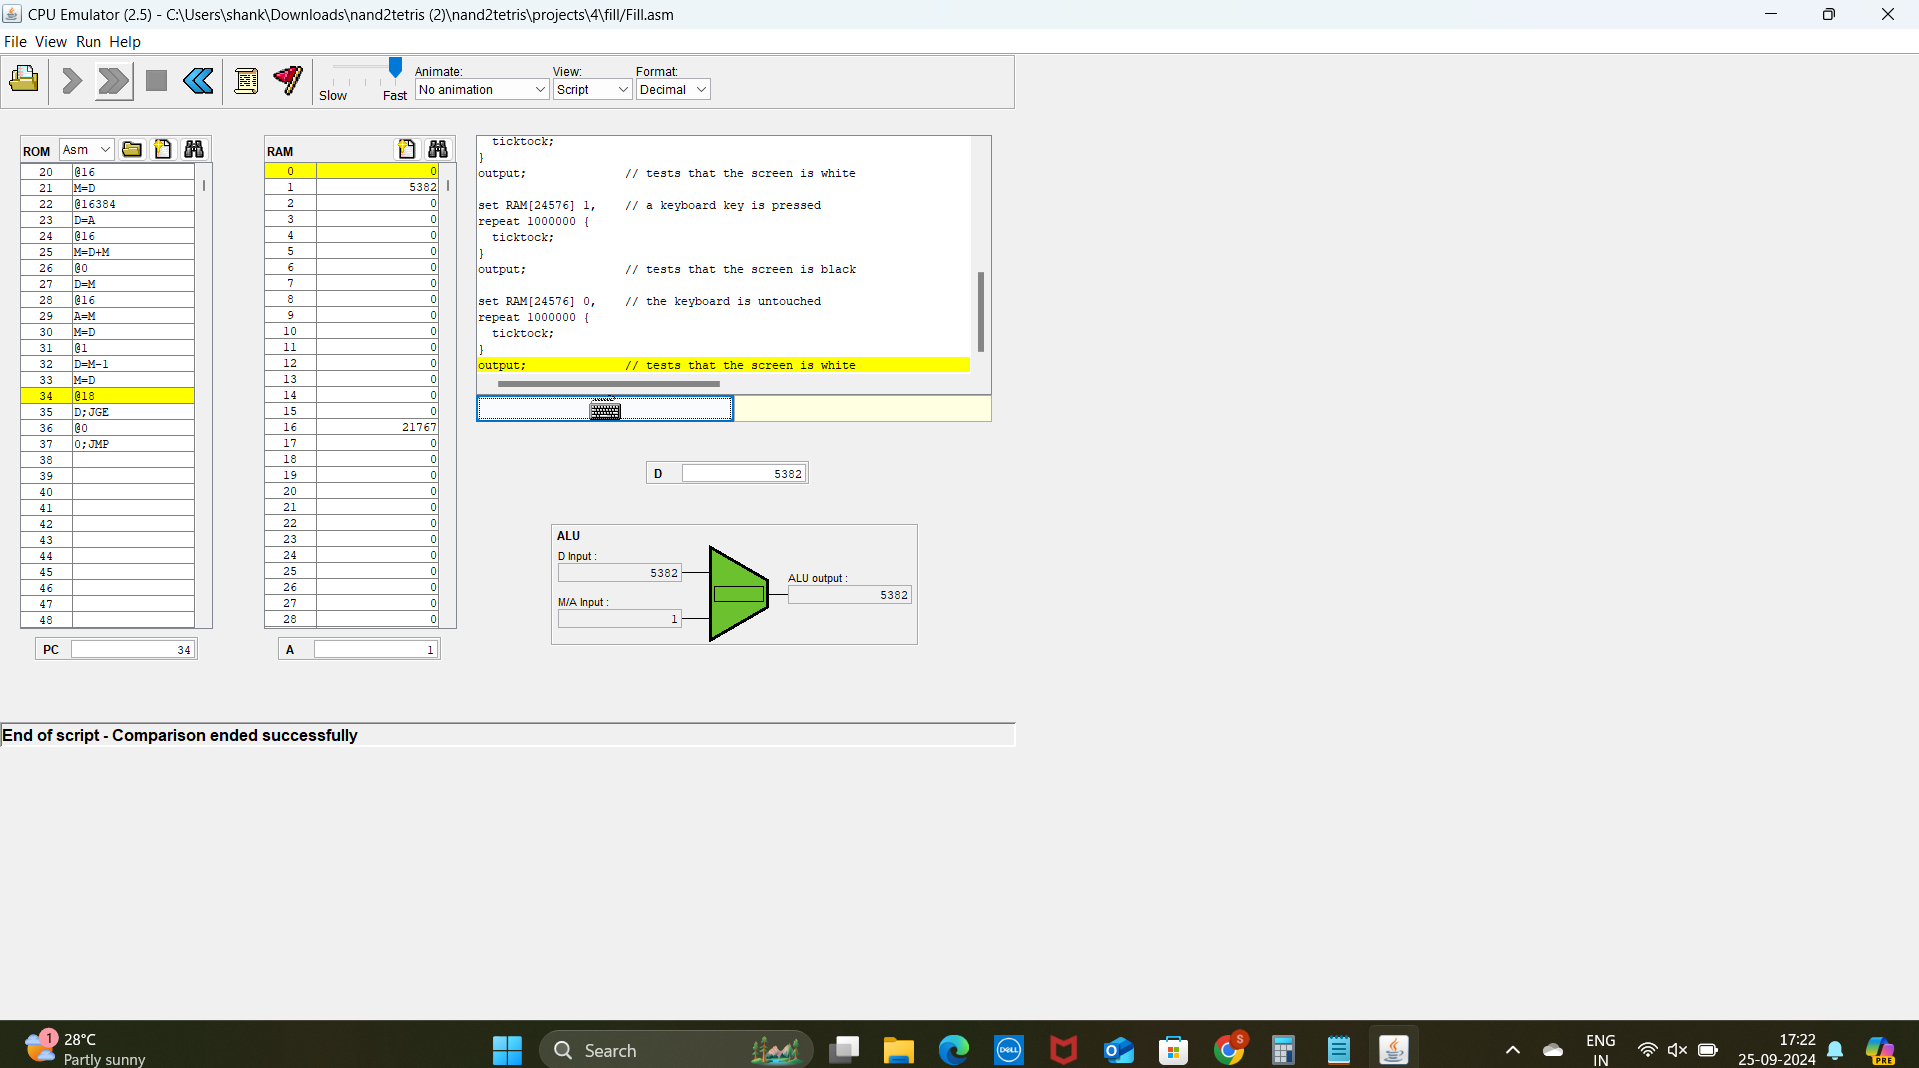 CPU Emulator (2.5) - C:\Users\shank\Downloads\nand2tetris (2)\nand2tetris\projects\4\fill/Fill.asm
File View Run Help
Slow Fast
Animate:
No animation
View:
Script
Format:
Decimal
ROM Asm
20 @16
21 M=D
22 @16384
23 D=A
24 @16
25 M=D+M
26 @0
27 D=M
28 @16
29 A=M
30 M=D
31 @1
32 D=M-1
33 M=D
34 @18
35 D;JGE
36 @0
37 0;JMP
38
39
40
41
42
43
44
45
46
47
48
PC 34
RAM
0 0
1 5382
2 0
3 0
4 0
5 0
6 0
7 0
8 0
9 0
10 0
11 0
12 0
13 0
14 0
15 0
16 21767
17 0
18 0
19 0
20 0
21 0
22 0
23 0
24 0
25 0
26 0
27 0
28 0
A 1
ticktock;
}
output; // tests that the screen is white
set RAM[24576] 1, // a keyboard key is pressed
repeat 1000000 {
ticktock;
}
output; // tests that the screen is black
set RAM[24576] 0, // the keyboard is untouched
repeat 1000000 {
ticktock;
}
output; // tests that the screen is white
D 5382
ALU
D Input :
5382
M/A Input :
1
ALU output :
5382
End of script - Comparison ended successfully
1
28°C
Partly sunny
Search
DELL
S
PRE
ENG
IN
17:22
25-09-2024